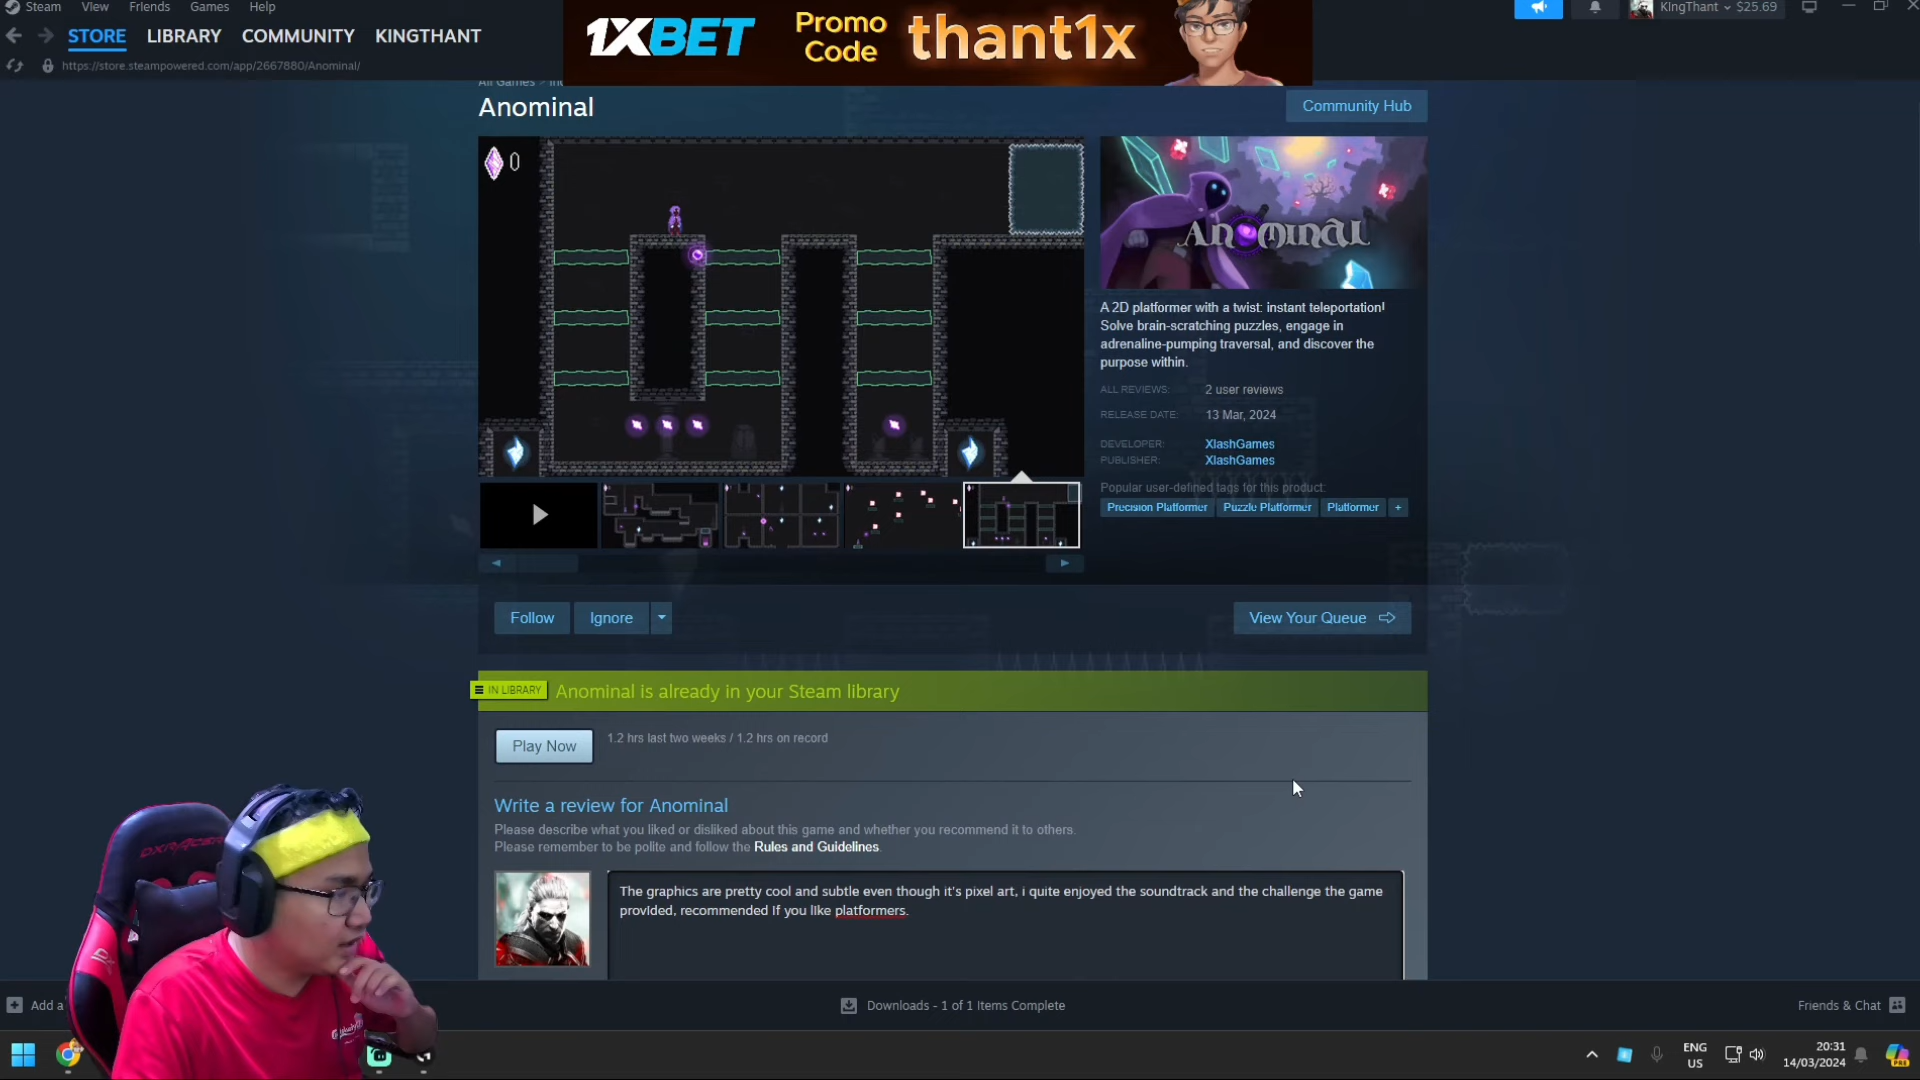 Steam View Friends Games Help
1XBET Promo Code thant1x
KingThant $25.69
STORE LIBRARY COMMUNITY KINGTHANT
https://store.steampowered.com/app/2667880/Anominal/
All Games >
Anominal
Community Hub
0
ANOMINAL
A 2D platformer with a twist: instant teleportation!
Solve brain-scratching puzzles, engage in
adrenaline-pumping traversal, and discover the
purpose within.
ALL REVIEWS: 2 user reviews
RELEASE DATE: 13 Mar, 2024
DEVELOPER: XlashGames
PUBLISHER: XlashGames
Popular user-defined tags for this product:
Precision Platformer Puzzle Platformer Platformer +
Follow Ignore
View Your Queue
IN LIBRARY Anominal is already in your Steam library
Play Now 1.2 hrs last two weeks / 1.2 hrs on record
Write a review for Anominal
Please describe what you liked or disliked about this game and whether you recommend it to others.
Please remember to be polite and follow the Rules and Guidelines.
The graphics are pretty cool and subtle even though it's pixel art, i quite enjoyed the soundtrack and the challenge the game
provided, recommended if you like platformers.
DXRACER
Add a
Downloads - 1 of 1 Items Complete
Friends & Chat
ENG
US
20:31
14/03/2024
PRE